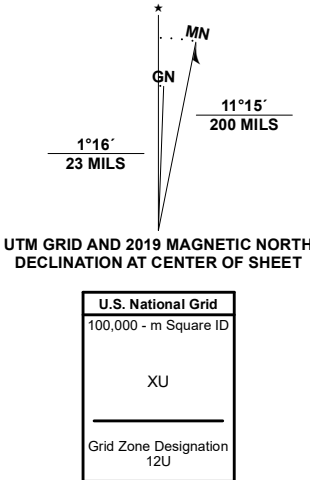 ★
MN
GN
11°15´
200 MILS
1°16´
23 MILS
UTM GRID AND 2019 MAGNETIC NORTH
DECLINATION AT CENTER OF SHEET
U.S. National Grid
100,000 - m Square ID
XU
Grid Zone Designation
12U